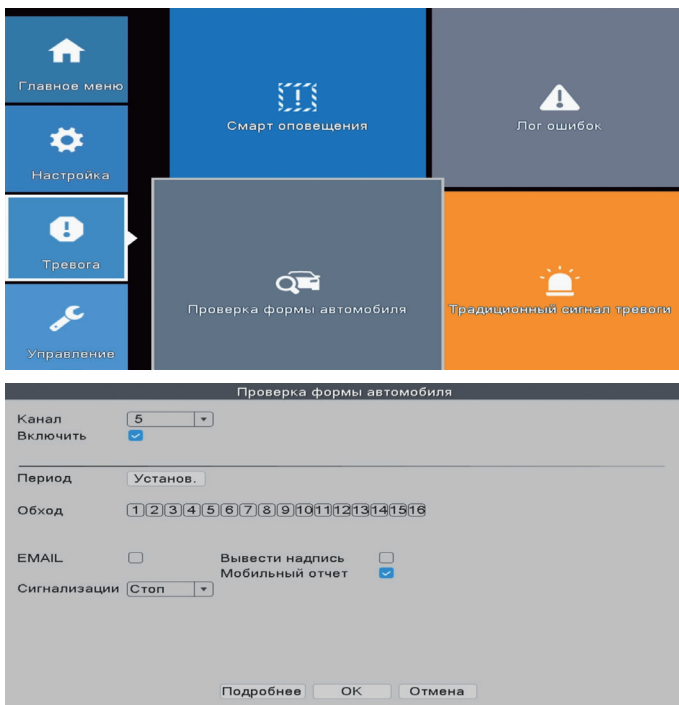 Главное меню
Смарт оповещения
Лог ошибок
Настройка
Тревога
Проверка формы автомобиля
Традиционный сигнал тревоги
Управление
Проверка формы автомобиля
Канал 5
Включить
Период Установ.
Обход 1 2 3 4 5 6 7 8 9 10 11 12 13 14 15 16
EMAIL Вывести надпись
Мобильный отчет
Сигнализации Стоп
Подробнее OK Отмена